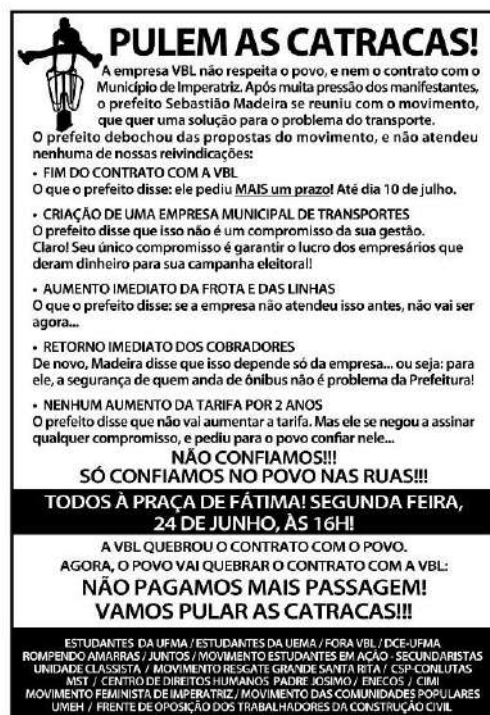 PULEM AS CATRACAS!
A empresa VBL não respeita o povo, e nem o contrato com o
Município de Imperatriz. Após muita pressão dos manifestantes,
o prefeito Sebastião Madeira se reuniu com o movimento,
que quer uma solução para o problema do transporte.
O prefeito debochou das propostas do movimento, e não atendeu
nenhuma de nossas reivindicações:
• FIM DO CONTRATO COM A VBL
O que o prefeito disse: ele pediu MAIS um prazo! Até dia 10 de julho.
• CRIAÇÃO DE UMA EMPRESA MUNICIPAL DE TRANSPORTES
O prefeito disse que isso não é um compromisso da sua gestão.
Claro! Seu único compromisso é garantir o lucro dos empresários que
deram dinheiro para sua campanha eleitoral!
• AUMENTO IMEDIATO DA FROTA E DAS LINHAS
O que o prefeito disse: se a empresa não atendeu isso antes, não vai ser
agora...
• RETORNO IMEDIATO DOS COBRADORES
De novo, Madeira disse que isso depende só da empresa... ou seja: para
ele, a segurança de quem anda de ônibus não é problema da Prefeitura!
• NENHUM AUMENTO DA TARIFA POR 2 ANOS
O prefeito disse que não vai aumentar a tarifa. Mas ele se negou a assinar
qualquer compromisso, e pediu para o povo confiar nele...
NÃO CONFIAMOS!!!
SÓ CONFIAMOS NO POVO NAS RUAS!!!
TODOS À PRAÇA DE FÁTIMA! SEGUNDA FEIRA,
24 DE JUNHO, ÀS 16H!
A VBL QUEBROU O CONTRATO COM O POVO.
AGORA, O POVO VAI QUEBRAR O CONTRATO COM A VBL:
NÃO PAGAMOS MAIS PASSAGEM!
VAMOS PULAR AS CATRACAS!!!
ESTUDANTES DA UFMA / ESTUDANTES DA UEMA / FORA VBL / DCE-UFMA
ROMPENDO AMARRAS / JUNTOS / MOVIMENTO ESTUDANTES EM AÇÃO - SECUNDARISTAS
UNIDADE CLASSISTA / MOVIMENTO RESGATE GRANDE SANTA RITA / CSP-CONLUTAS
MST / CENTRO DE DIREITOS HUMANOS PADRE JOSIMO / ENECOS / CIMI
MOVIMENTO FEMINISTA DE IMPERATRIZ / MOVIMENTO DAS COMUNIDADES POPULARES
UMEH / FRENTE DE OPOSIÇÃO DOS TRABALHADORES DA CONSTRUÇÃO CIVIL